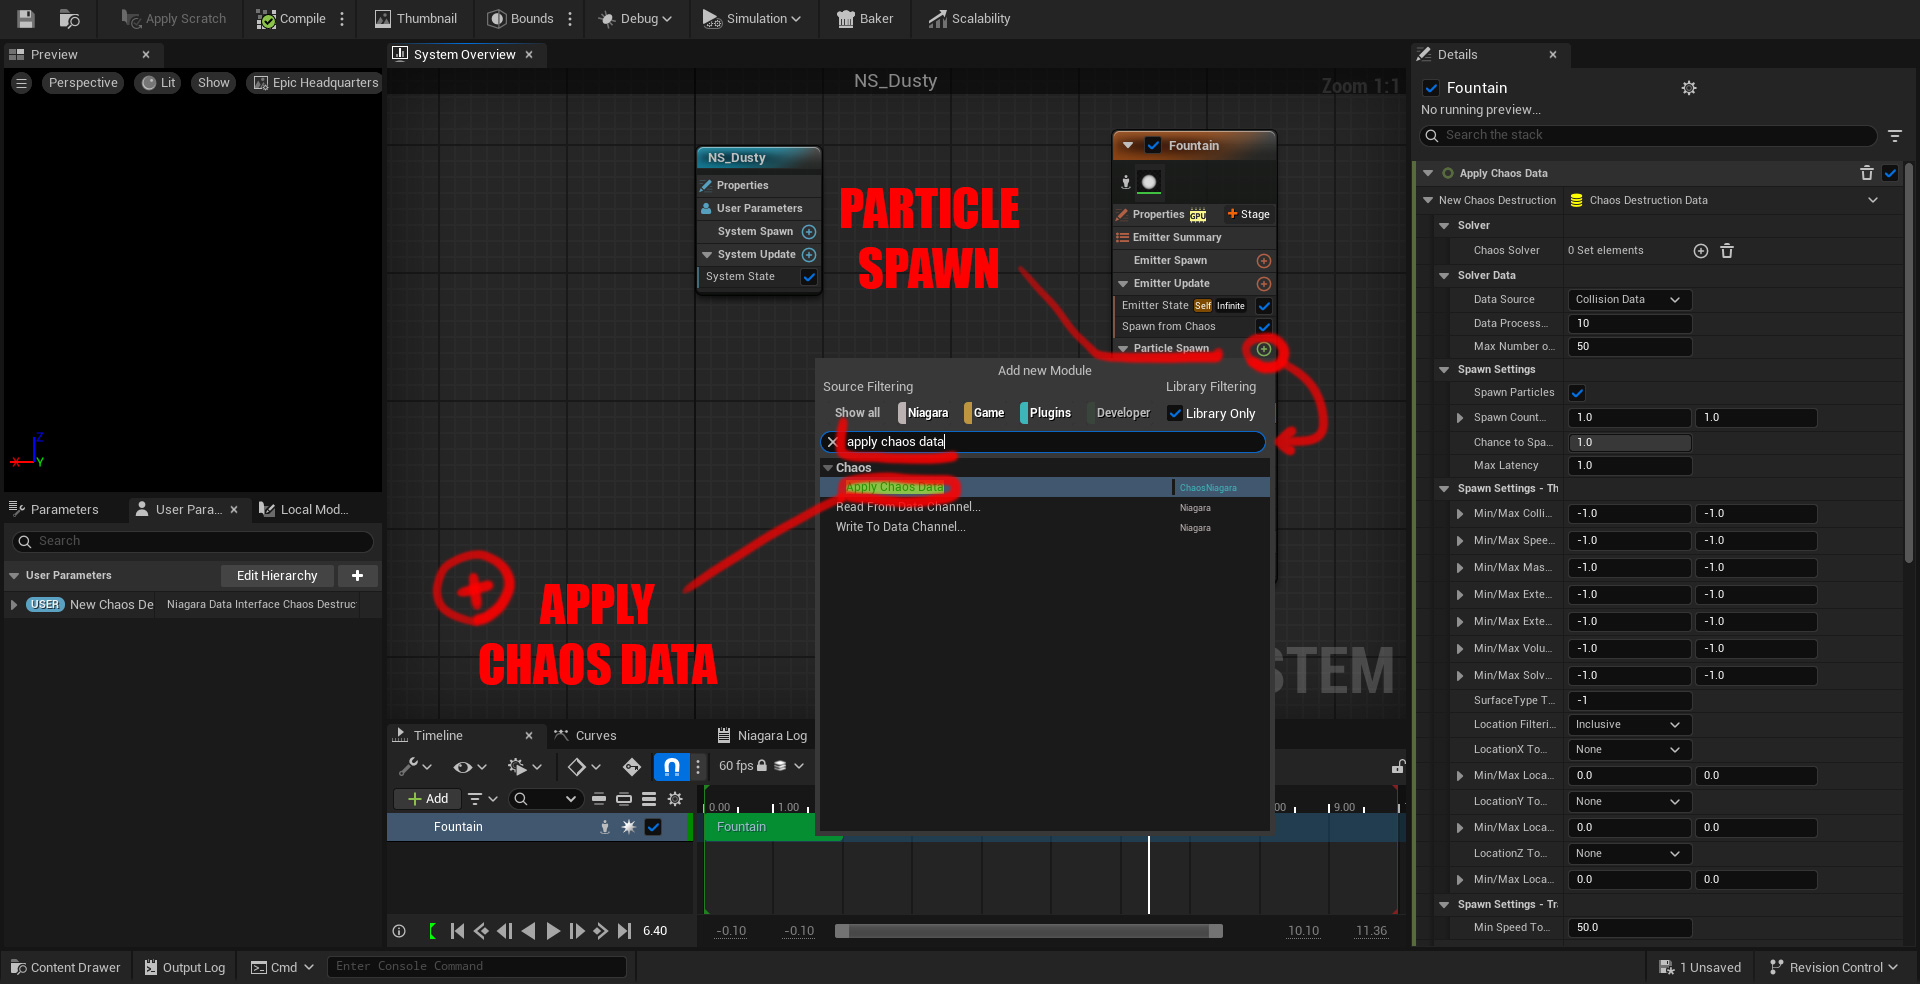 Apply Scratch
Compile
Thumbnail
Bounds
Debug
Simulation
Baker
Scalability
Preview
System Overview
Details
Perspective
Lit
Show
Epic Headquarters
NS_Dusty
Zoom 1:1
Fountain
No running preview...
Search the stack
NS_Dusty
Properties
User Parameters
System Spawn
System Update
System State
PARTICLE
SPAWN
Fountain
Properties
GPU
Stage
Emitter Summary
Emitter Spawn
Emitter Update
Emitter State Self Infinite
Spawn from Chaos
Particle Spawn
Add new Module
Source Filtering
Library Filtering
Show all
Niagara
Game
Plugins
Developer
Library Only
apply chaos data
Chaos
Apply Chaos Data
ChaosNiagara
Read From Data Channel...
Niagara
Write To Data Channel...
Niagara
APPLY
CHAOS DATA
STEM
Z
X
Y
Parameters
User Para...
Local Mod...
Search
User Parameters
Edit Hierarchy
USER
New Chaos De
Niagara Data Interface Chaos Destruc
Apply Chaos Data
New Chaos Destruction
Chaos Destruction Data
Solver
Chaos Solver
0 Set elements
Solver Data
Data Source
Collision Data
Data Process...
10
Max Number o...
50
Spawn Settings
Spawn Particles
Spawn Count...
1.0
1.0
Chance to Spa...
1.0
Max Latency
1.0
Spawn Settings - Th
Min/Max Colli...
-1.0
-1.0
Min/Max Spee...
-1.0
-1.0
Min/Max Mas...
-1.0
-1.0
Min/Max Exte...
-1.0
-1.0
Min/Max Exte...
-1.0
-1.0
Min/Max Volu...
-1.0
-1.0
Min/Max Solv...
-1.0
-1.0
SurfaceType T...
-1
Location Filteri...
Inclusive
LocationX To...
None
Min/Max Loca...
0.0
0.0
LocationY To...
None
Min/Max Loca...
0.0
0.0
LocationZ To...
None
Min/Max Loca...
0.0
0.0
Spawn Settings - Tr
Min Speed To...
50.0
Timeline
Curves
Niagara Log
60 fps
Add
0.00
1.00
00
9.00
Fountain
Fountain
6.40
-0.10
-0.10
10.10
11.36
Content Drawer
Output Log
Cmd
Enter Console Command
1 Unsaved
Revision Control